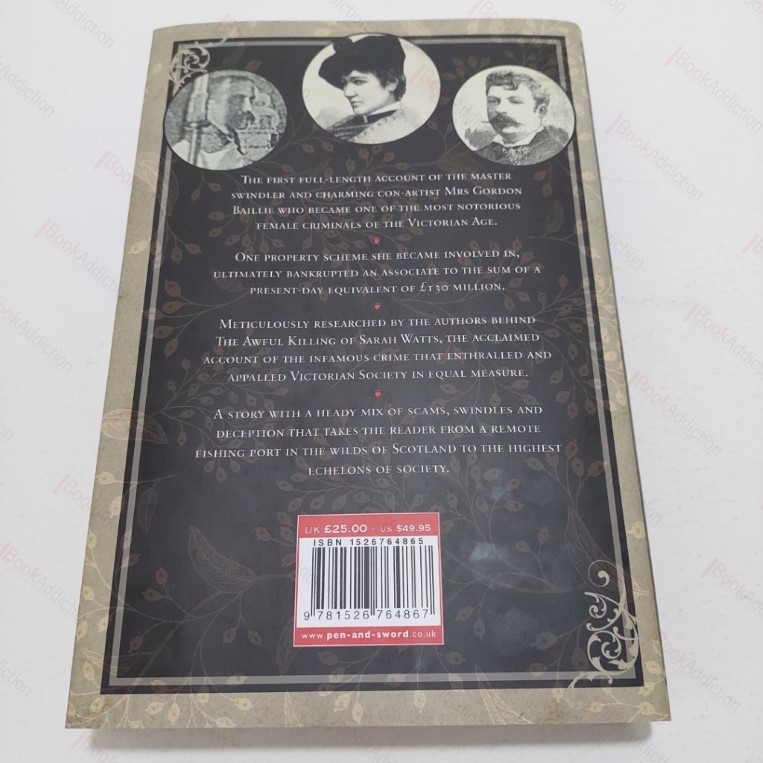 The first full-length account of the master
swindler and charming con-artist Mrs Gordon
Baillie who became one of the most notorious
female criminals of the Victorian Age.
One property scheme she became involved in,
ultimately bankrupted an associate to the sum of a
present-day equivalent of £130 million.
Meticulously researched by the authors behind
The Awful Killing of Sarah Watts, the acclaimed
account of the infamous crime that enthralled and
appalled Victorian Society in equal measure.
A story with a heady mix of scams, swindles and
deception that takes the reader from a remote
fishing port in the wilds of Scotland to the highest
echelons of society.
UK £25.00 · US $49.95
ISBN 1526764865
9 781526 764867
www.pen-and-sword.co.uk
BookAddiction